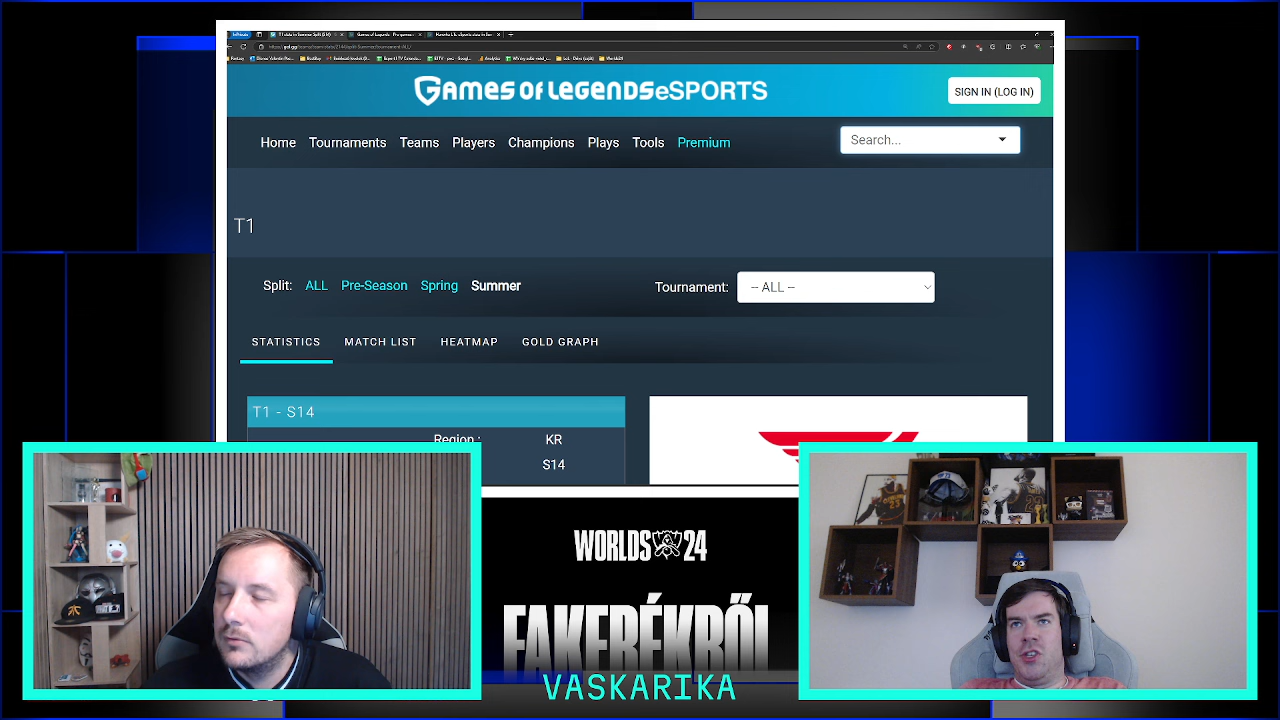 GAMES OF LEGENDS eSPORTS
SIGN IN (LOG IN)
Home Tournaments Teams Players Champions Plays Tools Premium
Search...
T1
Split: ALL Pre-Season Spring Summer
Tournament: -- ALL --
STATISTICS MATCH LIST HEATMAP GOLD GRAPH
T1 - S14
Region : KR
S14
WORLDS 24
FAKERÉKRŐL
VASKARIKA